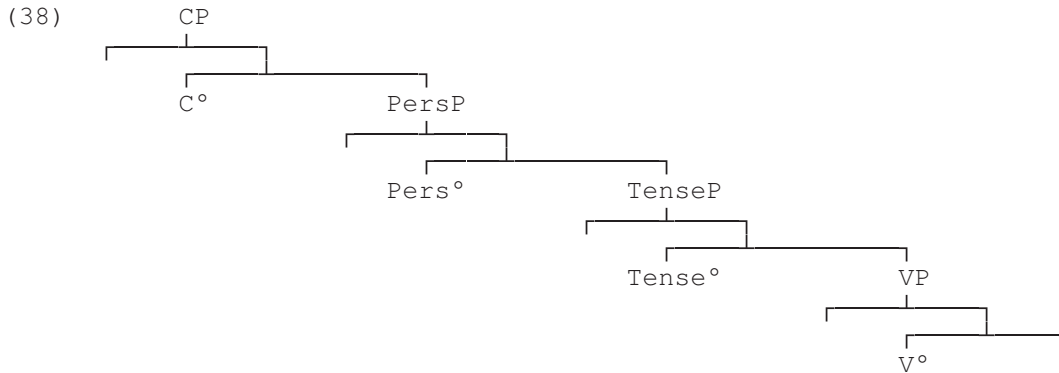 (38) CP
C° PersP
Pers° TenseP
Tense° VP
V°